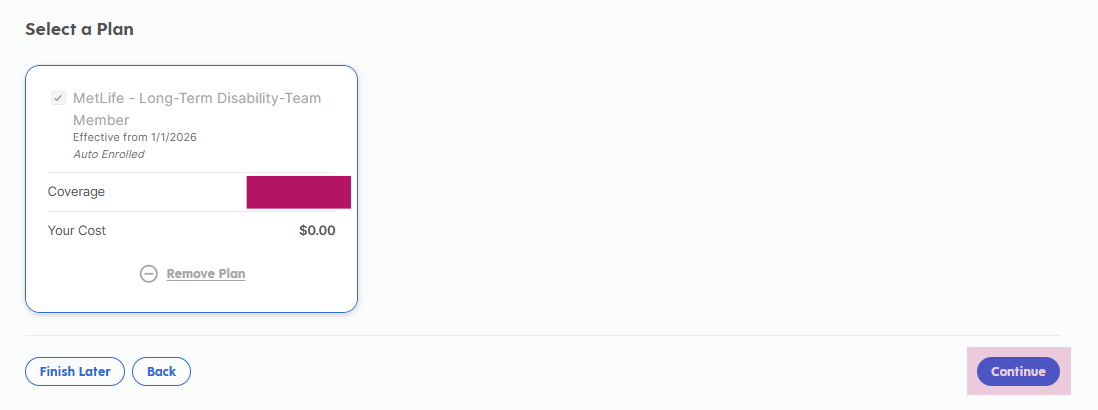 Select a Plan
MetLife - Long-Term Disability-Team
Member
Effective from 1/1/2026
Auto Enrolled
Coverage
Your Cost $0.00
Remove Plan
Finish Later Back Continue